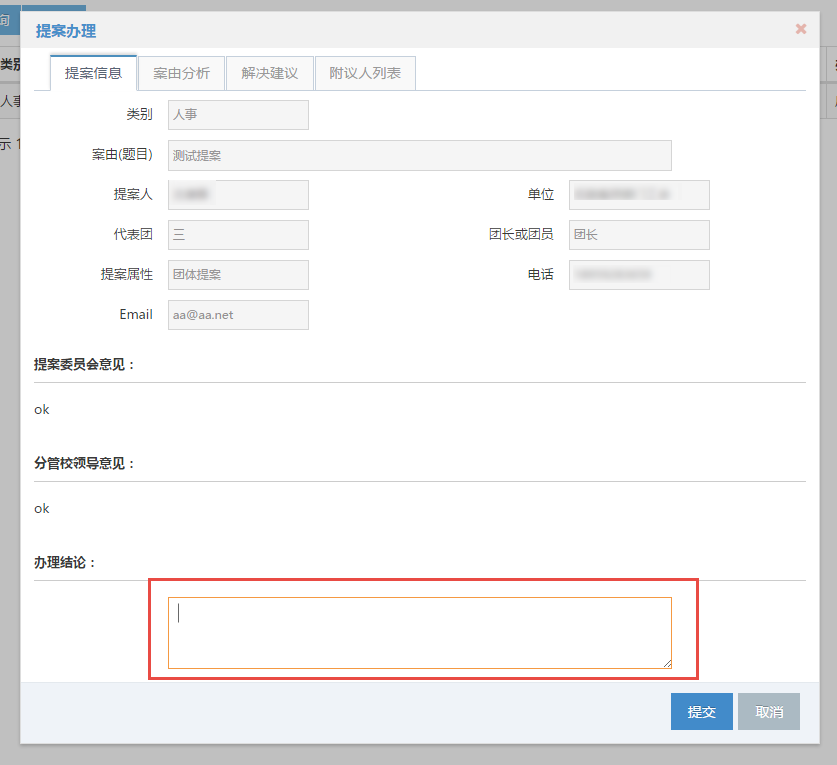 询
提案办理
类别
提案信息 案由分析 解决建议 附议人列表
人事
类别 人事
案由(题目) 测试提案
示 1
提案人 单位
代表团 三 团长或团员 团长
提案属性 团体提案 电话
Email aa@aa.net
提案委员会意见：
ok
分管校领导意见：
ok
办理结论：
提交 取消